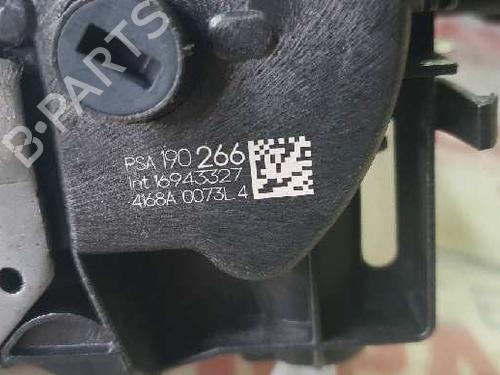 B-PARTS
PSA 190 266
Int 16943327
4168A 0073L 4